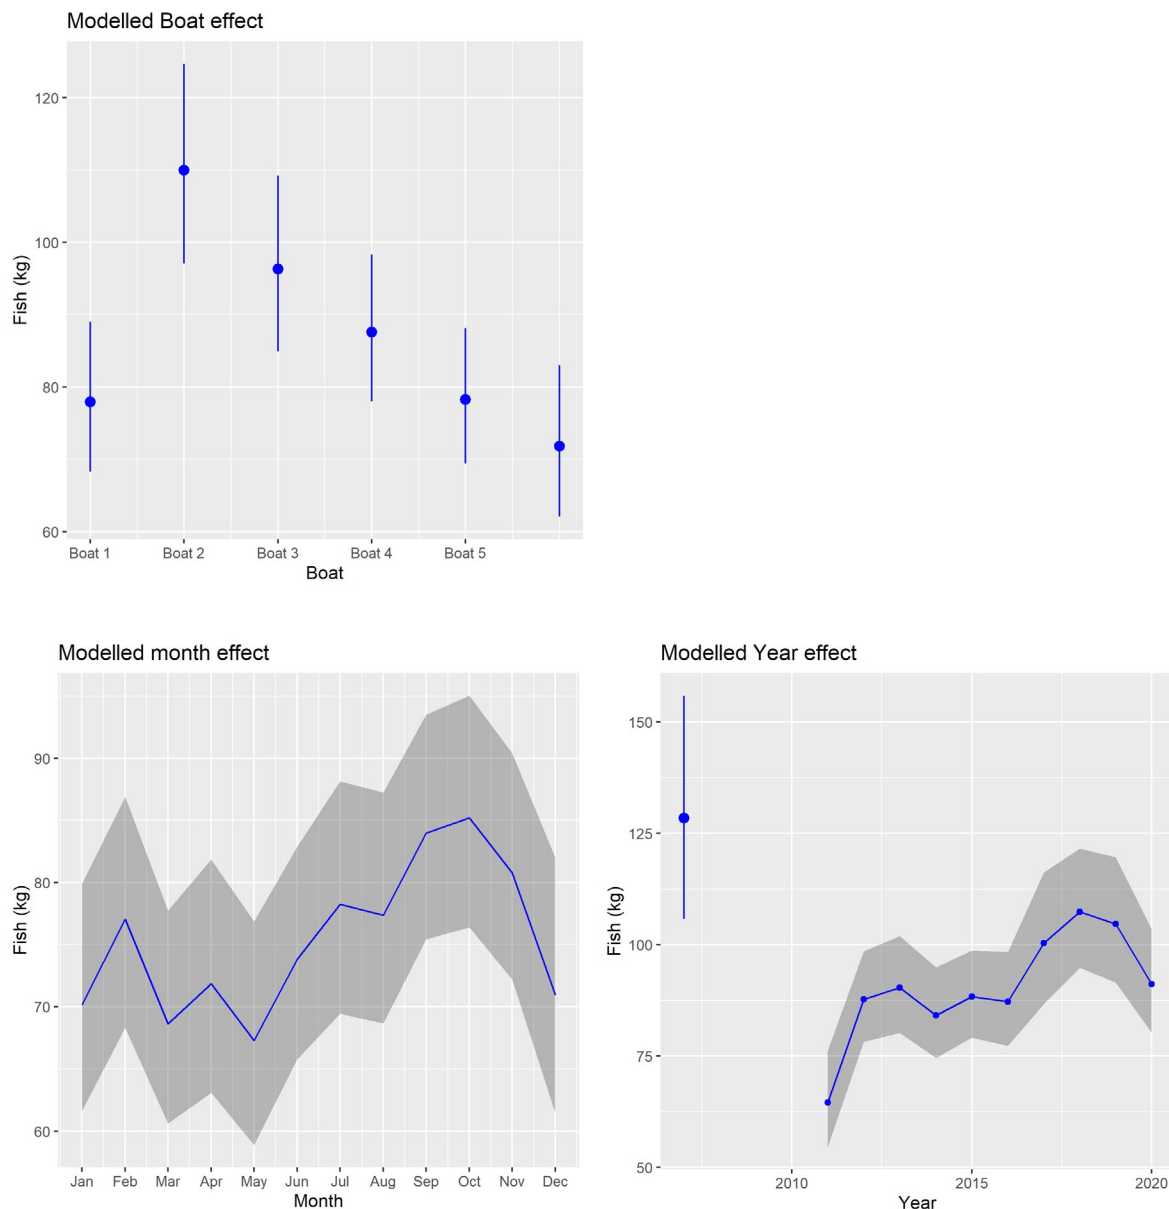 Modelled Boat effect
120
100
80
60
Fish (kg)
Boat 1 Boat 2 Boat 3 Boat 4 Boat 5
Boat
Modelled month effect
90
80
70
60
Fish (kg)
Jan Feb Mar Apr May Jun Jul Aug Sep Oct Nov Dec
Month
Modelled Year effect
150
125
100
75
50
Fish (kg)
2010 2015 2020
Year